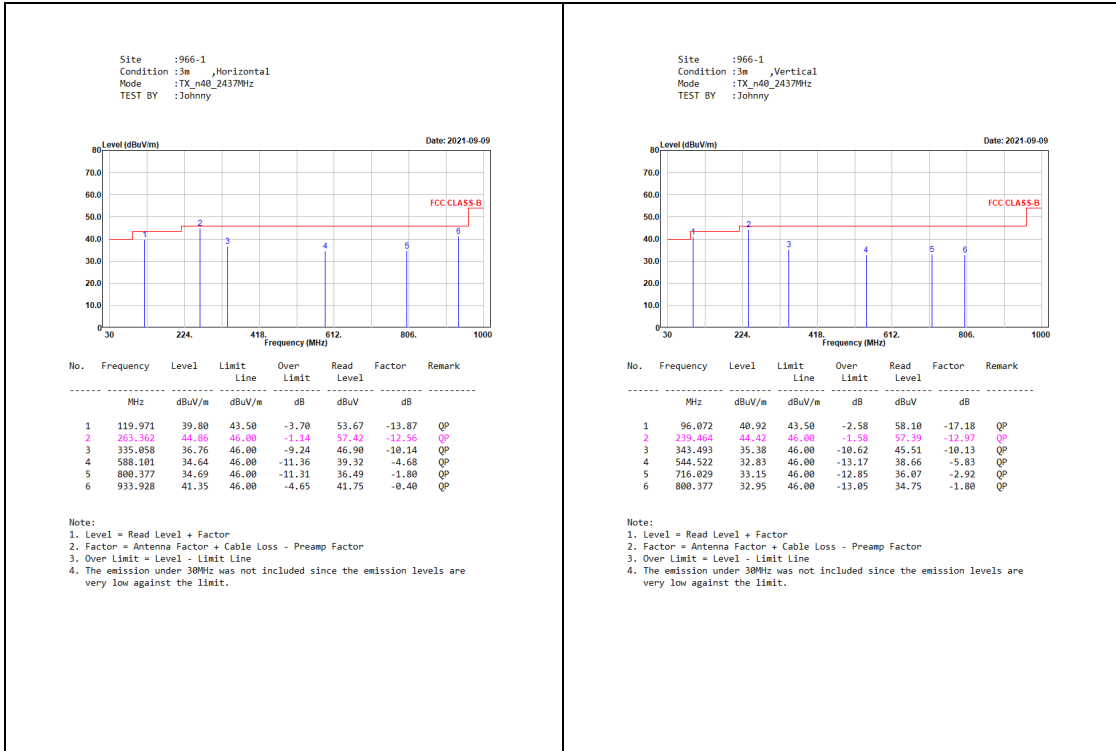 Site      :966-1
Condition :3m    ,Horizontal
Mode      :TX_n40_2437MHz
TEST BY   :Johnny
Level (dBuV/m)
Date: 2021-09-09
80
70.0
60.0
FCC CLASS-B
50.0
40.0
30.0
20.0
10.0
0
1
2
3
4
5
6
30 224. 418. 612. 806. 1000
Frequency (MHz)
No. Frequency Level Limit Over Read Factor Remark
Line Limit Level
------ ---------- -------- -------- -------- -------- -------- ---------
MHz dBuV/m dBuV/m dB dBuV dB
1 119.971 39.80 43.50 -3.70 53.67 -13.87 QP
2 263.362 44.86 46.00 -1.14 57.42 -12.56 QP
3 335.058 36.76 46.00 -9.24 46.90 -10.14 QP
4 588.101 34.64 46.00 -11.36 39.32 -4.68 QP
5 800.377 34.69 46.00 -11.31 36.49 -1.80 QP
6 933.928 41.35 46.00 -4.65 41.75 -0.40 QP
Note:
1. Level = Read Level + Factor
2. Factor = Antenna Factor + Cable Loss - Preamp Factor
3. Over Limit = Level - Limit Line
4. The emission under 30MHz was not included since the emission levels are
very low against the limit.
Site      :966-1
Condition :3m    ,Vertical
Mode      :TX_n40_2437MHz
TEST BY   :Johnny
Level (dBuV/m)
Date: 2021-09-09
80
70.0
60.0
FCC CLASS-B
50.0
40.0
30.0
20.0
10.0
0
1
2
3
4
5
6
30 224. 418. 612. 806. 1000
Frequency (MHz)
No. Frequency Level Limit Over Read Factor Remark
Line Limit Level
------ ---------- -------- -------- -------- -------- -------- ---------
MHz dBuV/m dBuV/m dB dBuV dB
1 96.072 40.92 43.50 -2.58 58.10 -17.18 QP
2 239.464 44.42 46.00 -1.58 57.39 -12.97 QP
3 343.493 35.38 46.00 -10.62 45.51 -10.13 QP
4 544.522 32.83 46.00 -13.17 38.66 -5.83 QP
5 716.029 33.15 46.00 -12.85 36.07 -2.92 QP
6 800.377 32.95 46.00 -13.05 34.75 -1.80 QP
Note:
1. Level = Read Level + Factor
2. Factor = Antenna Factor + Cable Loss - Preamp Factor
3. Over Limit = Level - Limit Line
4. The emission under 30MHz was not included since the emission levels are
very low against the limit.